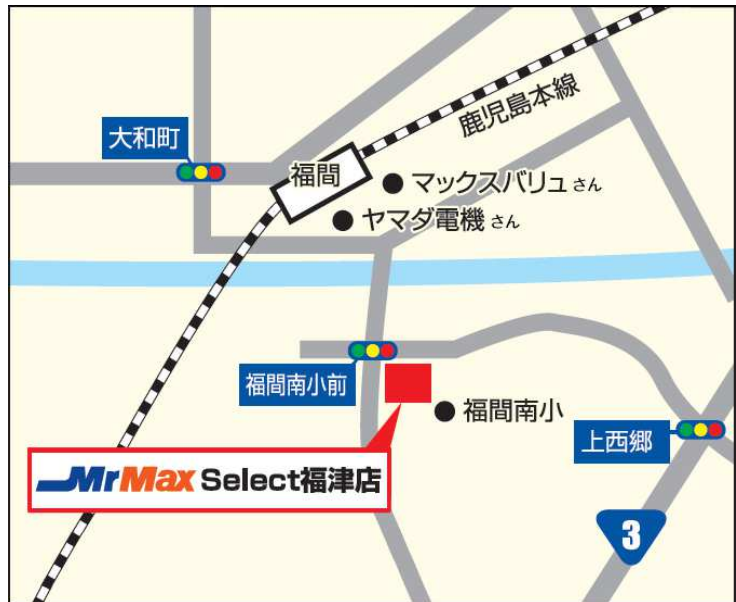 鹿児島本線
大和町
福間
マックスバリュさん
ヤマダ電機さん
福間南小前
福間南小
上西郷
MrMax Select福津店
3